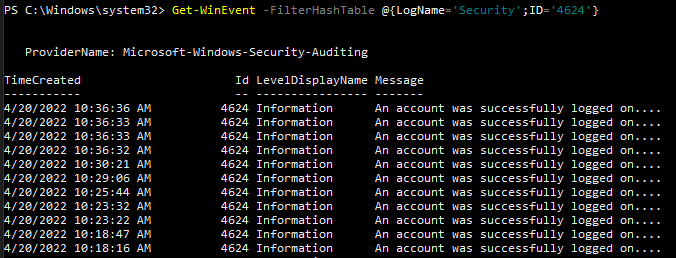 PS C:\Windows\system32> Get-WinEvent -FilterHashTable @{LogName='Security';ID='4624'}
ProviderName: Microsoft-Windows-Security-Auditing
TimeCreated Id LevelDisplayName Message
----------- -- ---------------- -------
4/20/2022 10:36:36 AM 4624 Information An account was successfully logged on....
4/20/2022 10:36:33 AM 4624 Information An account was successfully logged on....
4/20/2022 10:36:33 AM 4624 Information An account was successfully logged on....
4/20/2022 10:36:32 AM 4624 Information An account was successfully logged on....
4/20/2022 10:30:21 AM 4624 Information An account was successfully logged on....
4/20/2022 10:29:06 AM 4624 Information An account was successfully logged on....
4/20/2022 10:25:44 AM 4624 Information An account was successfully logged on....
4/20/2022 10:23:32 AM 4624 Information An account was successfully logged on....
4/20/2022 10:23:22 AM 4624 Information An account was successfully logged on....
4/20/2022 10:18:47 AM 4624 Information An account was successfully logged on....
4/20/2022 10:18:16 AM 4624 Information An account was successfully logged on....